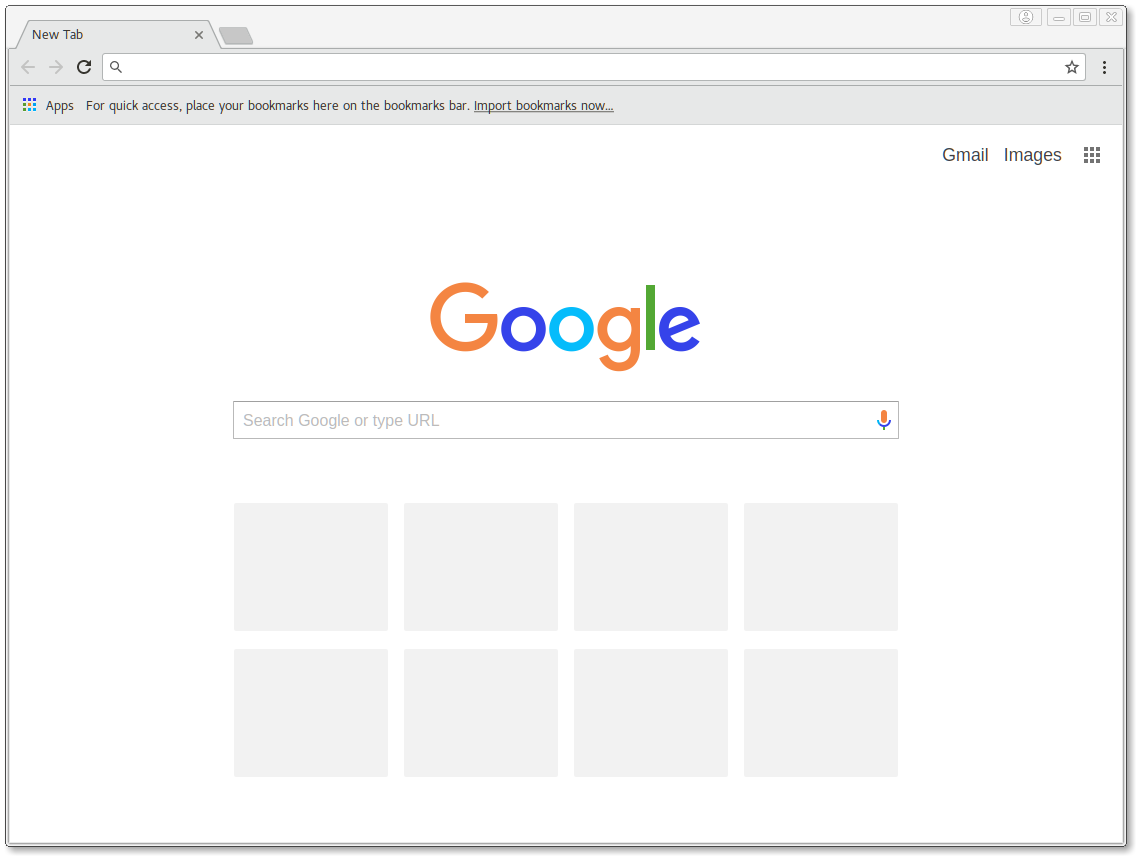 New Tab
Apps For quick access, place your bookmarks here on the bookmarks bar. Import bookmarks now...
Gmail Images
Google
Search Google or type URL